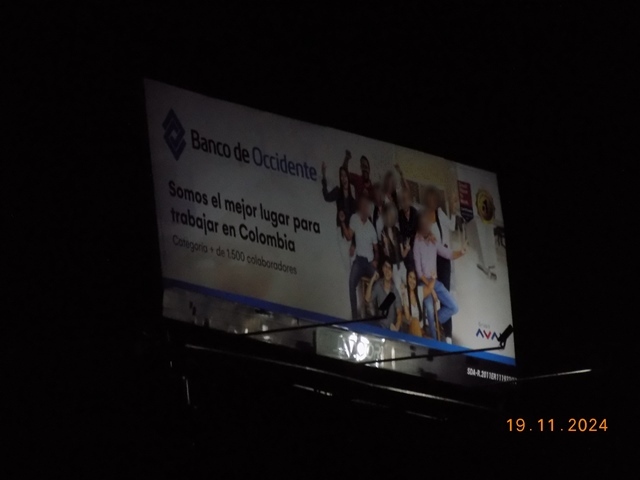 Banco de Occidente
Somos el mejor lugar para
trabajar en Colombia
Categoría + de 1.500 colaboradores
19.11.2024